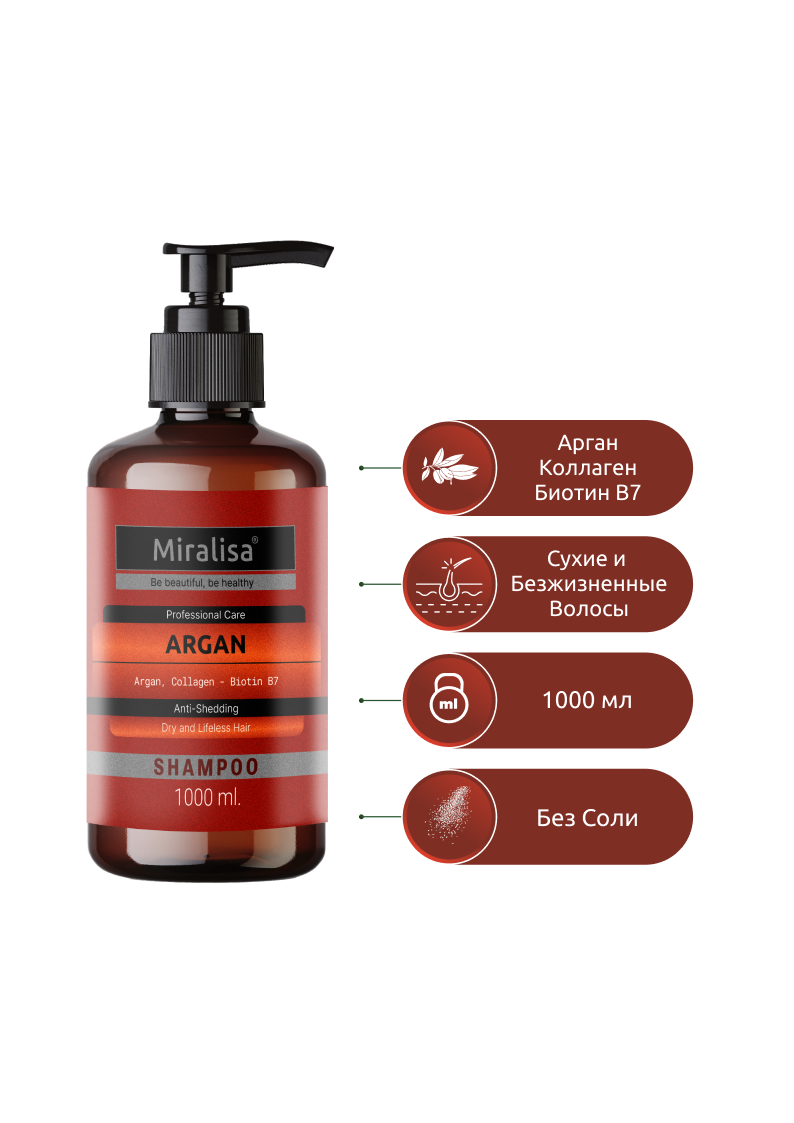 Miralisa®
Be beautiful, be healthy
Professional Care
ARGAN
Argan, Collagen - Biotin B7
Anti-Shedding
Dry and Lifeless Hair
SHAMPOO
1000 ml.
Арган
Коллаген
Биотин B7
Сухие и
Безжизненные
Волосы
ml
1000 мл
Без Соли